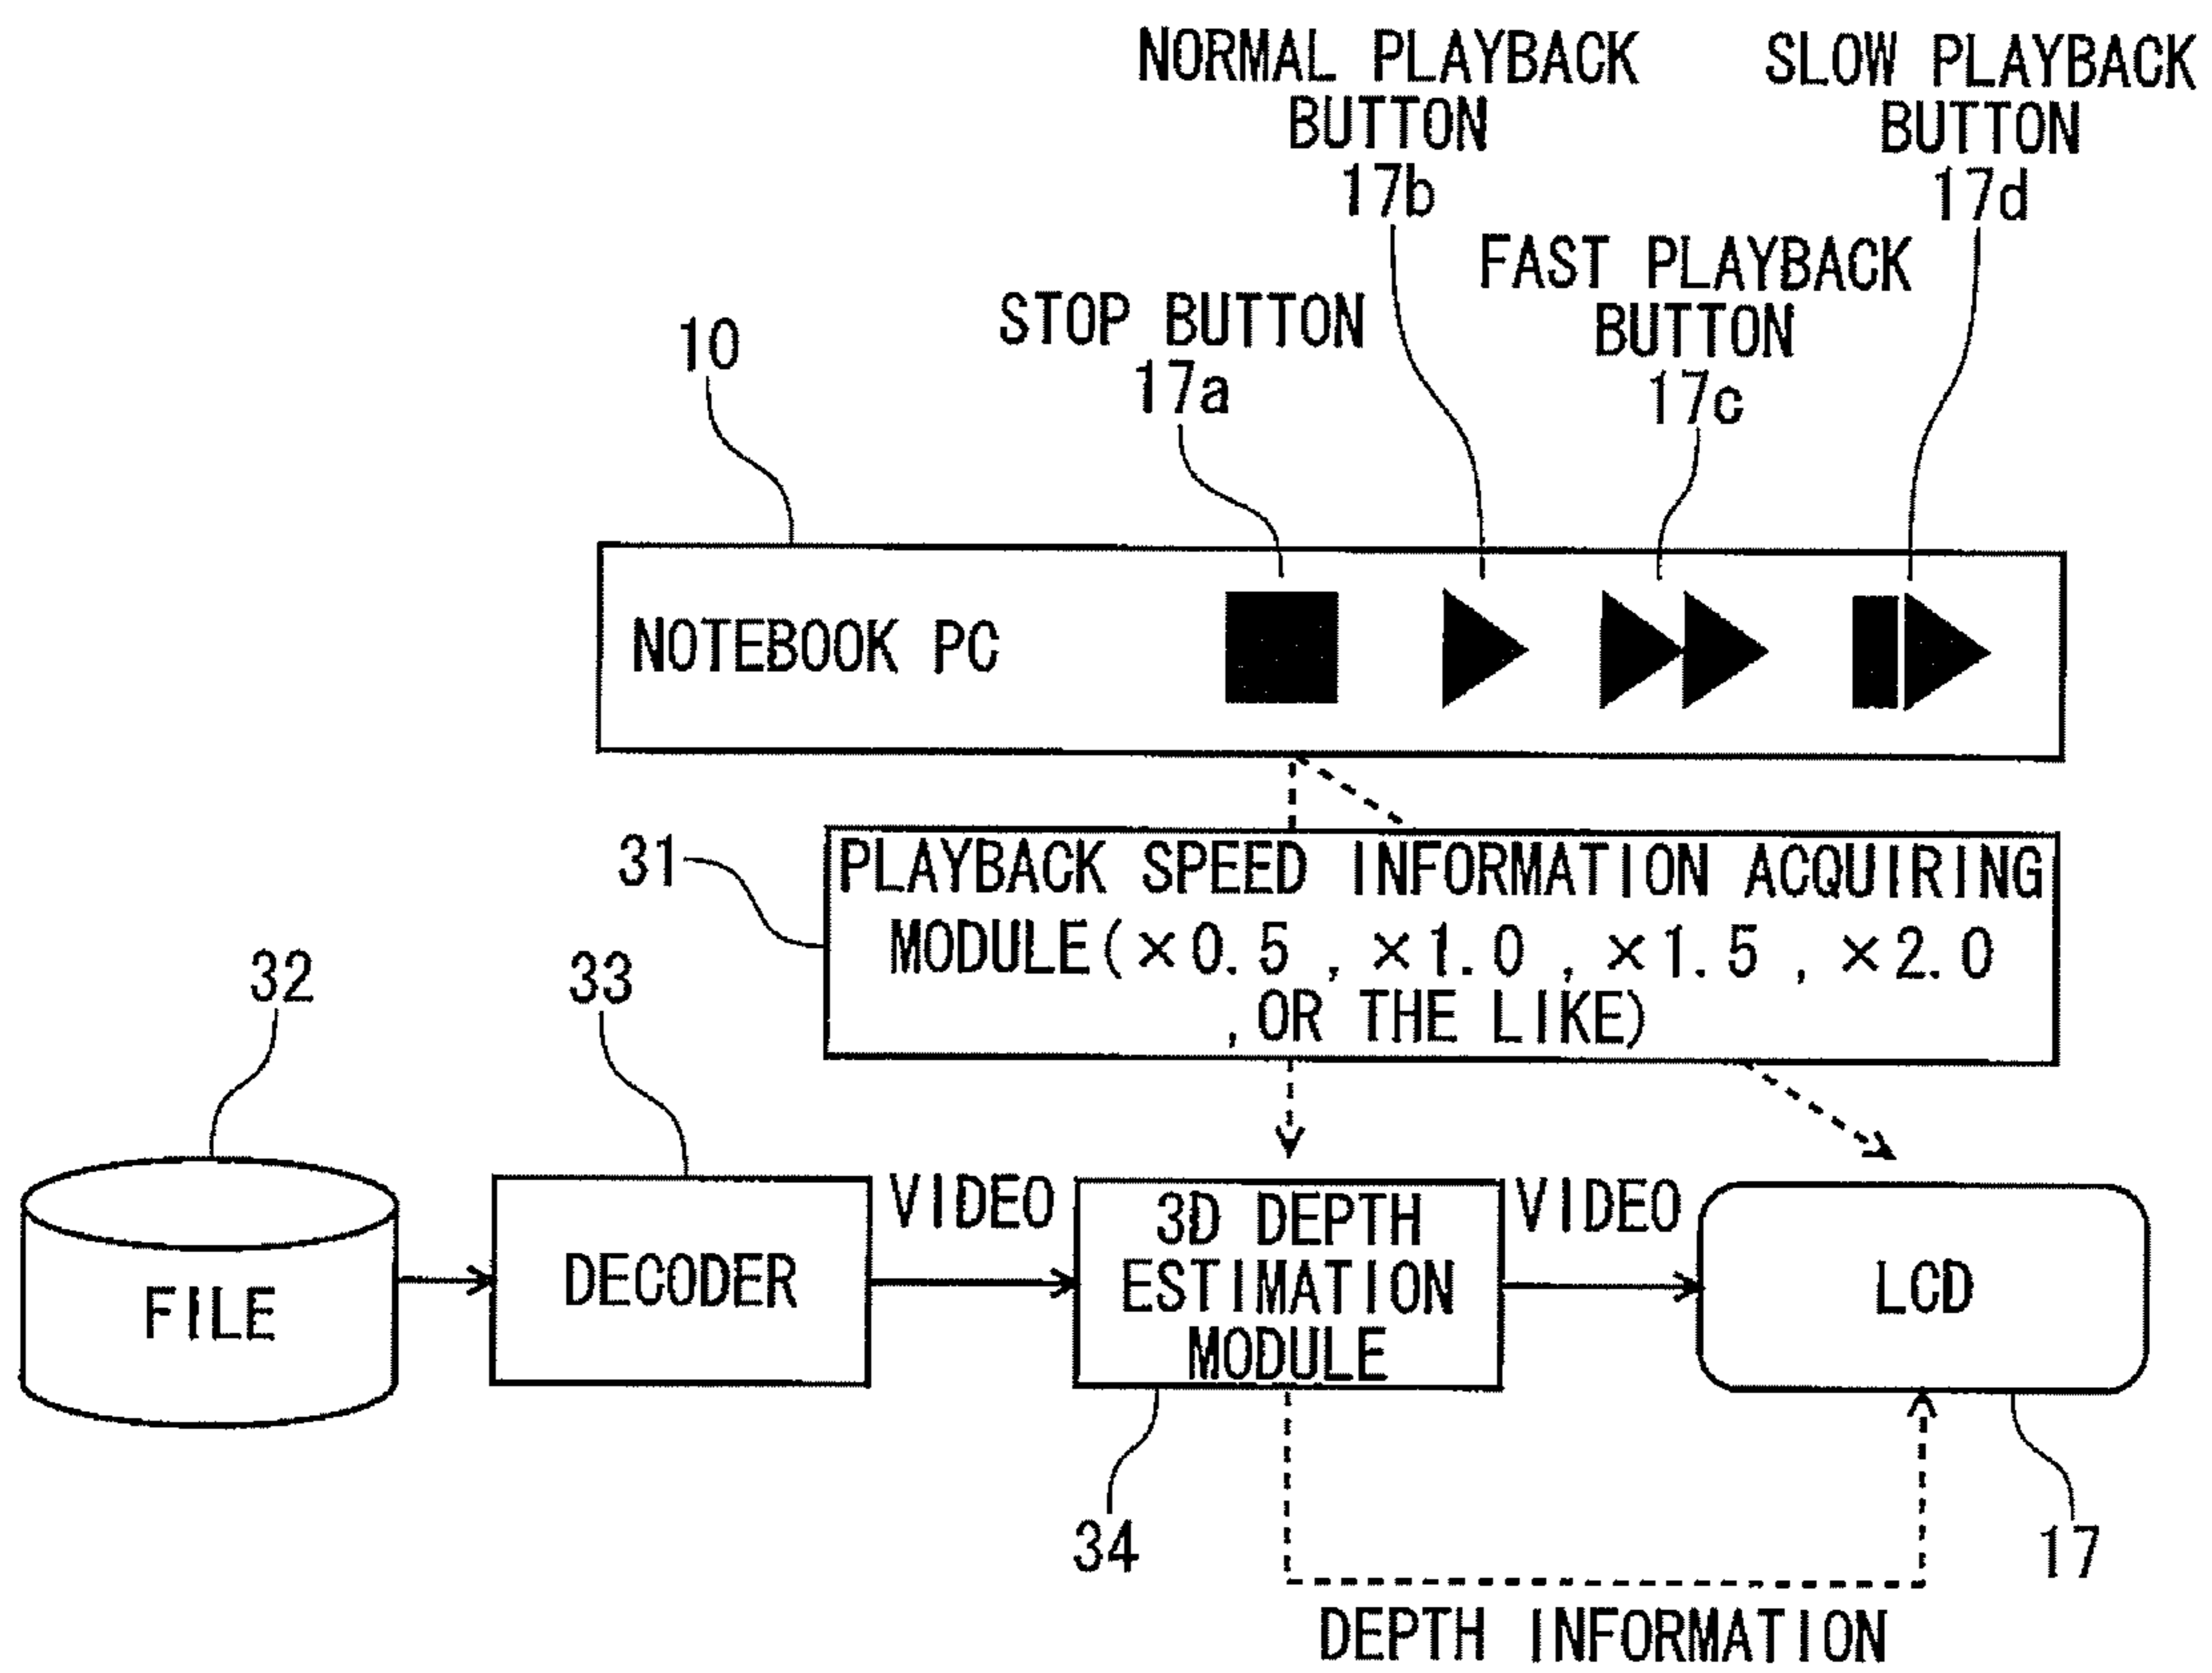 NORMAL PLAYBACK
BUTTON
17b
SLOW PLAYBACK
BUTTON
17d
FAST PLAYBACK
BUTTON
17c
STOP BUTTON
17a
10
NOTEBOOK PC
31
PLAYBACK SPEED INFORMATION ACQUIRING
MODULE(×0.5 , ×1.0 , ×1.5 , ×2.0
,OR THE LIKE)
32
33
FILE
DECODER
VIDEO
3D DEPTH
ESTIMATION
MODULE
VIDEO
LCD
34
17
DEPTH INFORMATION